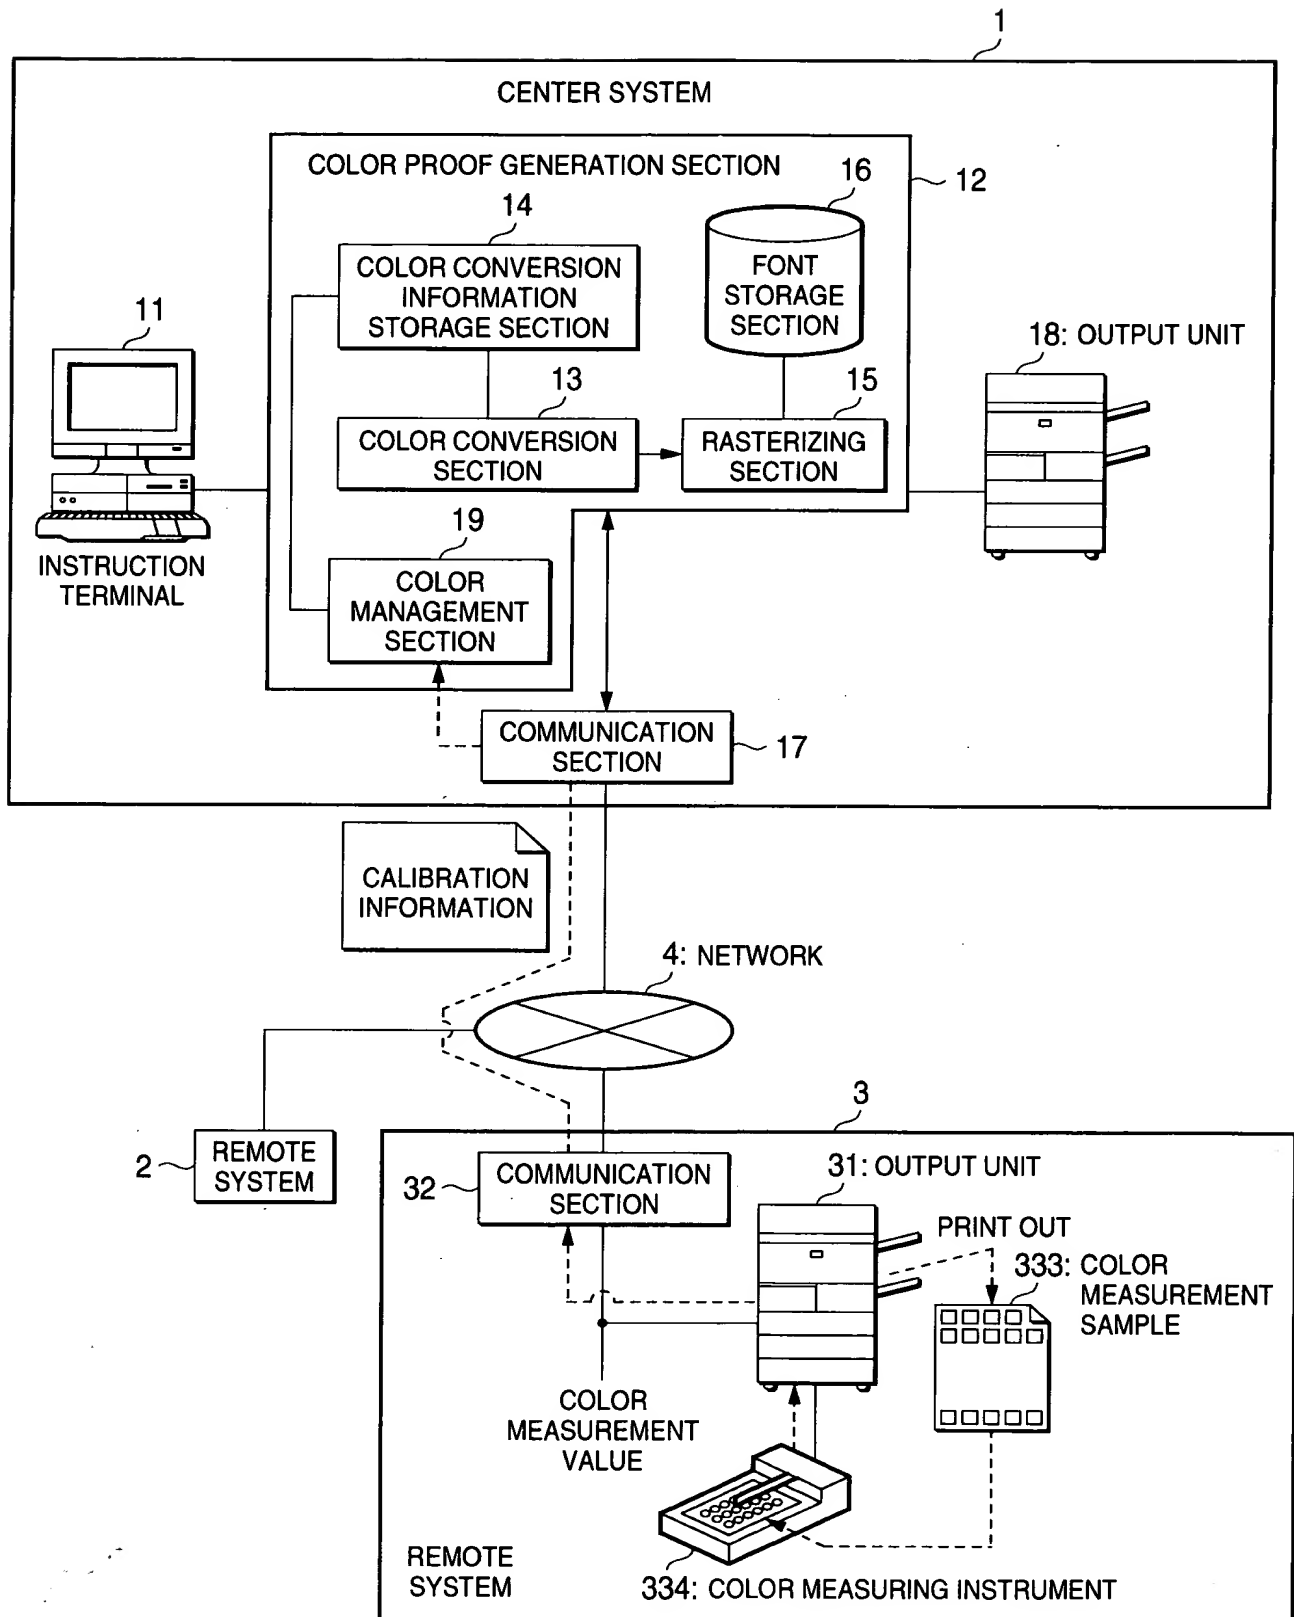 1
CENTER SYSTEM
COLOR PROOF GENERATION SECTION
12
14
16
COLOR CONVERSION
INFORMATION
STORAGE SECTION
FONT
STORAGE
SECTION
11
18: OUTPUT UNIT
13
15
COLOR CONVERSION
SECTION
RASTERIZING
SECTION
INSTRUCTION
TERMINAL
19
COLOR
MANAGEMENT
SECTION
COMMUNICATION
SECTION
17
CALIBRATION
INFORMATION
4: NETWORK
3
2
REMOTE
SYSTEM
32
COMMUNICATION
SECTION
31: OUTPUT UNIT
PRINT OUT
333: COLOR
MEASUREMENT
SAMPLE
COLOR
MEASUREMENT
VALUE
REMOTE
SYSTEM
334: COLOR MEASURING INSTRUMENT